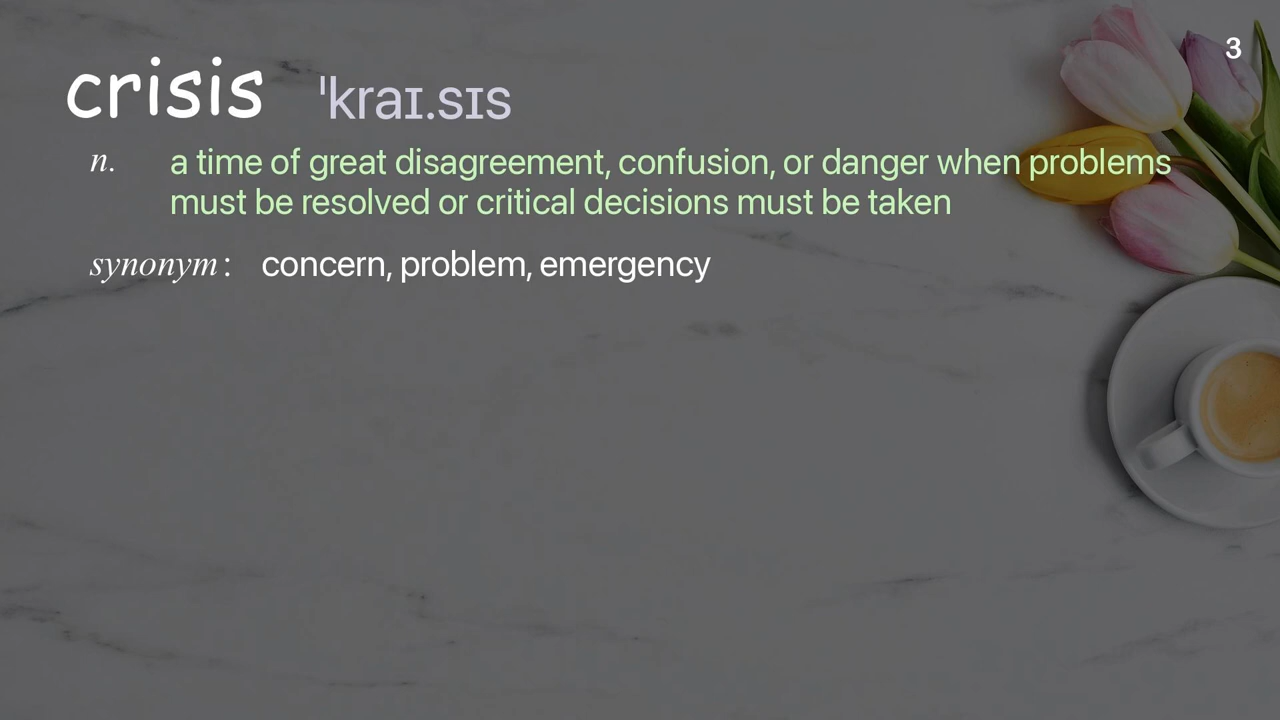 3
crisis ˈkraɪ.sɪs
n. a time of great disagreement, confusion, or danger when problems
must be resolved or critical decisions must be taken
synonym : concern, problem, emergency